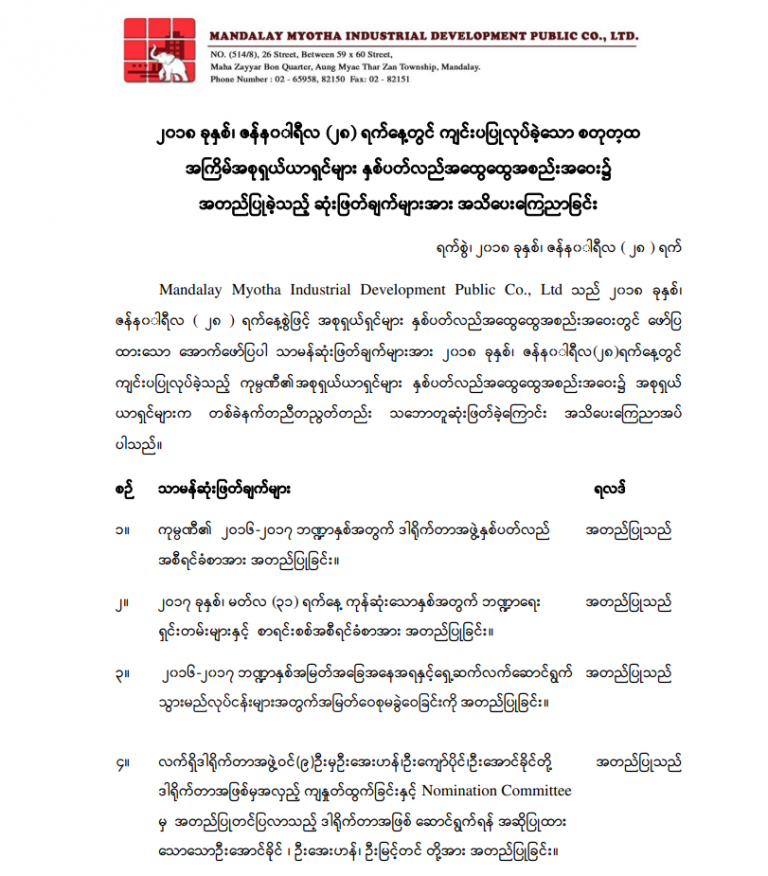 MANDALAY MYOTHA INDUSTRIAL DEVELOPMENT PUBLIC CO., LTD.
NO. (514/8), 26 Street, Between 59 x 60 Street,
Maha Zayyar Bon Quarter, Aung Myae Thar Zan Township, Mandalay.
Phone Number : 02 - 65958, 82150 Fax: 02 - 82151
၂၀၁၈ ခုနှစ်၊ ဇန်နဝါရီလ (၂၈) ရက်နေ့တွင် ကျင်းပပြုလုပ်ခဲ့သော စတုတ္ထ
အကြိမ်အစုရှယ်ယာရှင်များ နှစ်ပတ်လည်အထွေထွေအစည်းအဝေး၌
အတည်ပြုခဲ့သည့် ဆုံးဖြတ်ချက်များအား အသိပေးကြေညာခြင်း
ရက်စွဲ၊ ၂၀၁၈ ခုနှစ်၊ ဇန်နဝါရီလ ( ၂၈ ) ရက်
Mandalay Myotha Industrial Development Public Co., Ltd သည် ၂၀၁၈ ခုနှစ်၊
ဇန်နဝါရီလ ( ၂၈ ) ရက်နေ့စွဲဖြင့် အစုရှယ်ရှင်များ နှစ်ပတ်လည်အထွေထွေအစည်းအဝေးတွင် ဖော်ပြ
ထားသော အောက်ဖော်ပြပါ သာမန်ဆုံးဖြတ်ချက်များအား ၂၀၁၈ ခုနှစ်၊ ဇန်နဝါရီလ(၂၈)ရက်နေ့တွင်
ကျင်းပပြုလုပ်ခဲ့သည့် ကုမ္ပဏီ၏အစုရှယ်ယာရှင်များ နှစ်ပတ်လည်အထွေထွေအစည်းအဝေး၌ အစုရှယ်
ယာရှင်များက တစ်ခဲနက်တညီတညွတ်တည်း သဘောတူဆုံးဖြတ်ခဲ့ကြောင်း အသိပေးကြေညာအပ်
ပါသည်။
စဉ် သာမန်ဆုံးဖြတ်ချက်များ ရလဒ်
၁။ ကုမ္ပဏီ၏ ၂၀၁၆-၂၀၁၇ ဘဏ္ဍာနှစ်အတွက် ဒါရိုက်တာအဖွဲ့နှစ်ပတ်လည် အတည်ပြုသည်
အစီရင်ခံစာအား အတည်ပြုခြင်း။
၂။ ၂၀၁၇ ခုနှစ်၊ မတ်လ (၃၁) ရက်နေ့ ကုန်ဆုံးသောနှစ်အတွက် ဘဏ္ဍာရေး အတည်ပြုသည်
ရှင်းတမ်းများနှင့် စာရင်းစစ်အစီရင်ခံစာအား အတည်ပြုခြင်း။
၃။ ၂၀၁၆-၂၀၁၇ ဘဏ္ဍာနှစ်အမြတ်အခြေအနေအရနှင့်ရှေ့ဆက်လက်ဆောင်ရွက် အတည်ပြုသည်
သွားမည်လုပ်ငန်းများအတွက်အမြတ်ဝေစုမခွဲဝေခြင်းကို အတည်ပြုခြင်း။
၄။ လက်ရှိဒါရိုက်တာအဖွဲ့ဝင်(၉)ဦးမှဦးအေးဟန်၊ဦးကျော်ပိုင်၊ဦးအောင်ခိုင်တို့ အတည်ပြုသည်
ဒါရိုက်တာအဖြစ်မှအလှည့် ကျနှုတ်ထွက်ခြင်းနှင့် Nomination Committee
မှ အတည်ပြုတင်ပြလာသည့် ဒါရိုက်တာအဖြစ် ဆောင်ရွက်ရန် အဆိုပြုထား
သောသောဦးအောင်ခိုင် ၊ ဦးအေးဟန်၊ ဦးမြင့်တင် တို့အား အတည်ပြုခြင်း။